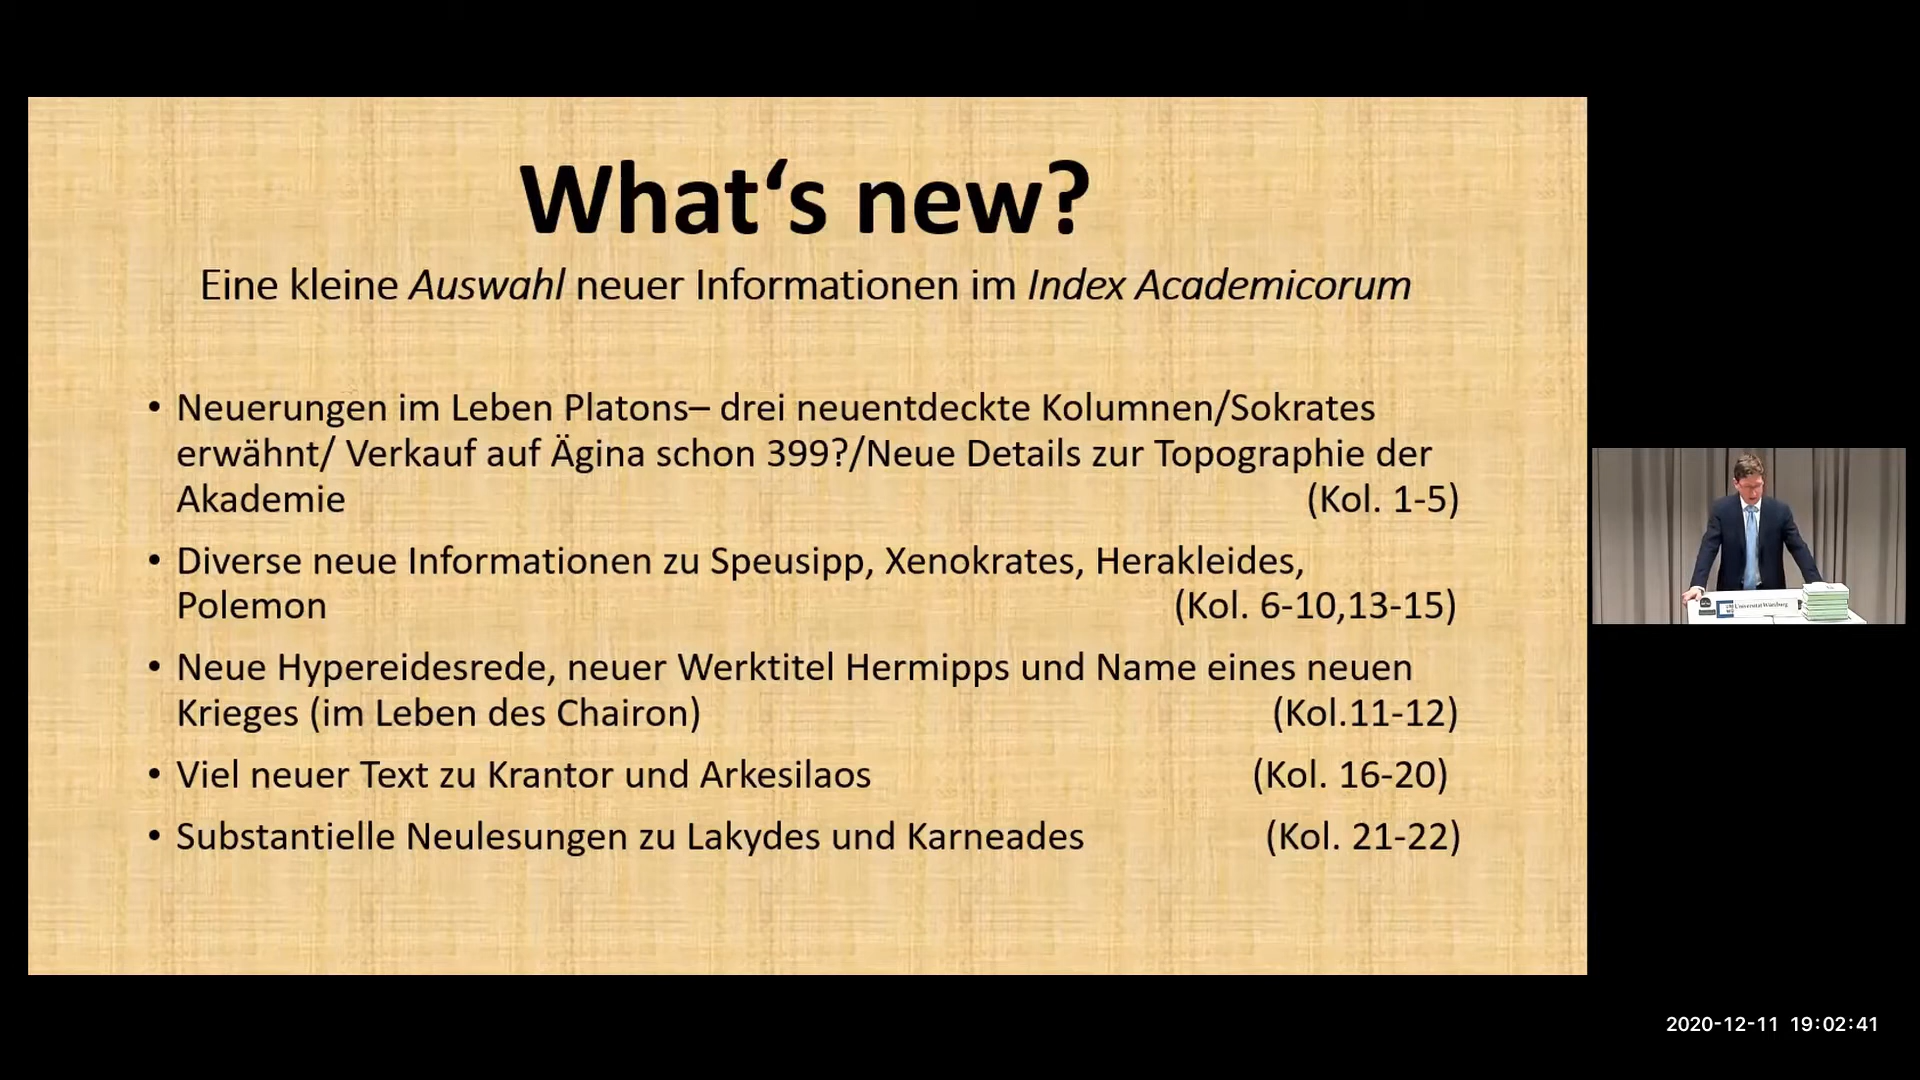 What‘s new?
Eine kleine Auswahl neuer Informationen im Index Academicorum
• Neuerungen im Leben Platons– drei neuentdeckte Kolumnen/Sokrates
erwähnt/ Verkauf auf Ägina schon 399?/Neue Details zur Topographie der
Akademie (Kol. 1-5)
• Diverse neue Informationen zu Speusipp, Xenokrates, Herakleides,
Polemon (Kol. 6-10,13-15)
• Neue Hypereidesrede, neuer Werktitel Hermipps und Name eines neuen
Krieges (im Leben des Chairon) (Kol.11-12)
• Viel neuer Text zu Krantor und Arkesilaos (Kol. 16-20)
• Substantielle Neulesungen zu Lakydes und Karneades (Kol. 21-22)
Universität Würzburg
2020-12-11 19:02:41